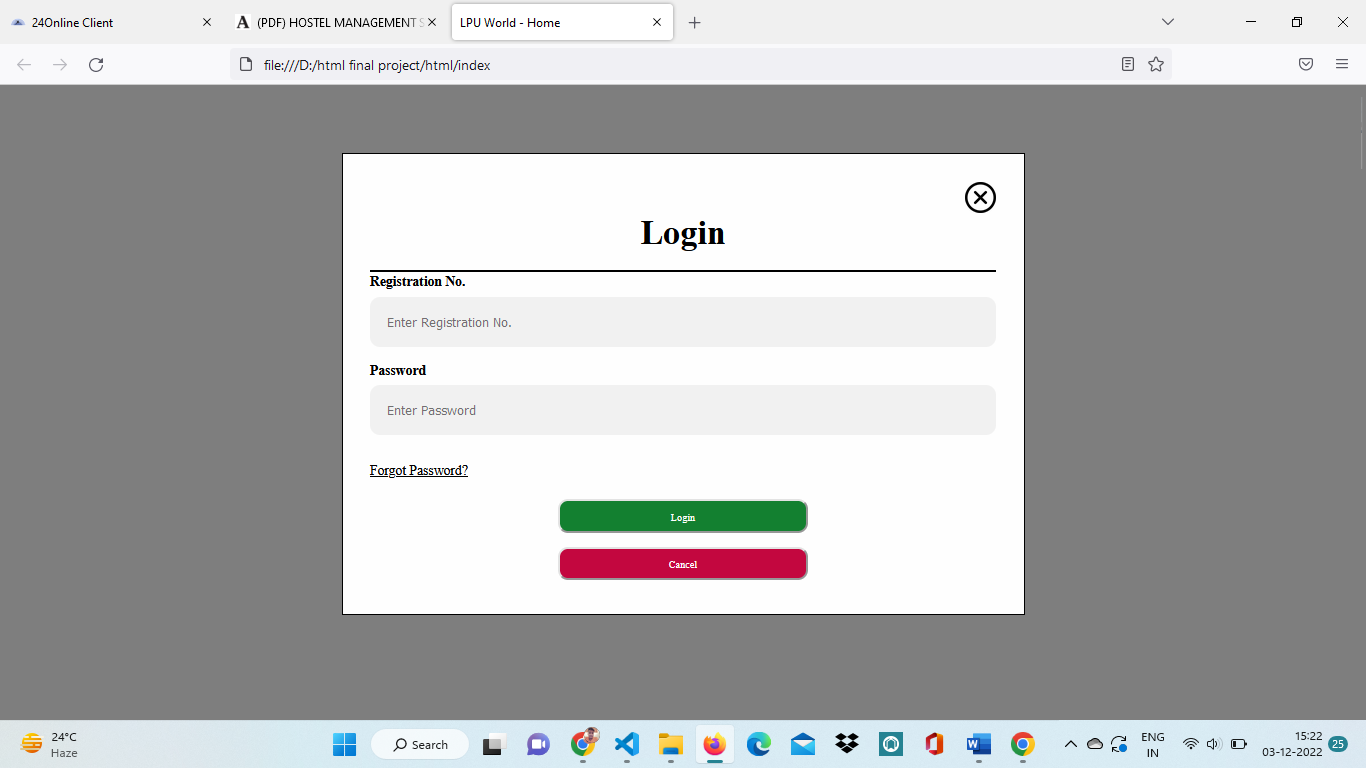 24Online Client
A (PDF) HOSTEL MANAGEMENT S
LPU World - Home
file:///D:/html final project/html/index
Login
Registration No.
Enter Registration No.
Password
Enter Password
Forgot Password?
Login
Cancel
24°C
Haze
Search
ENG
IN
15:22
03-12-2022
25